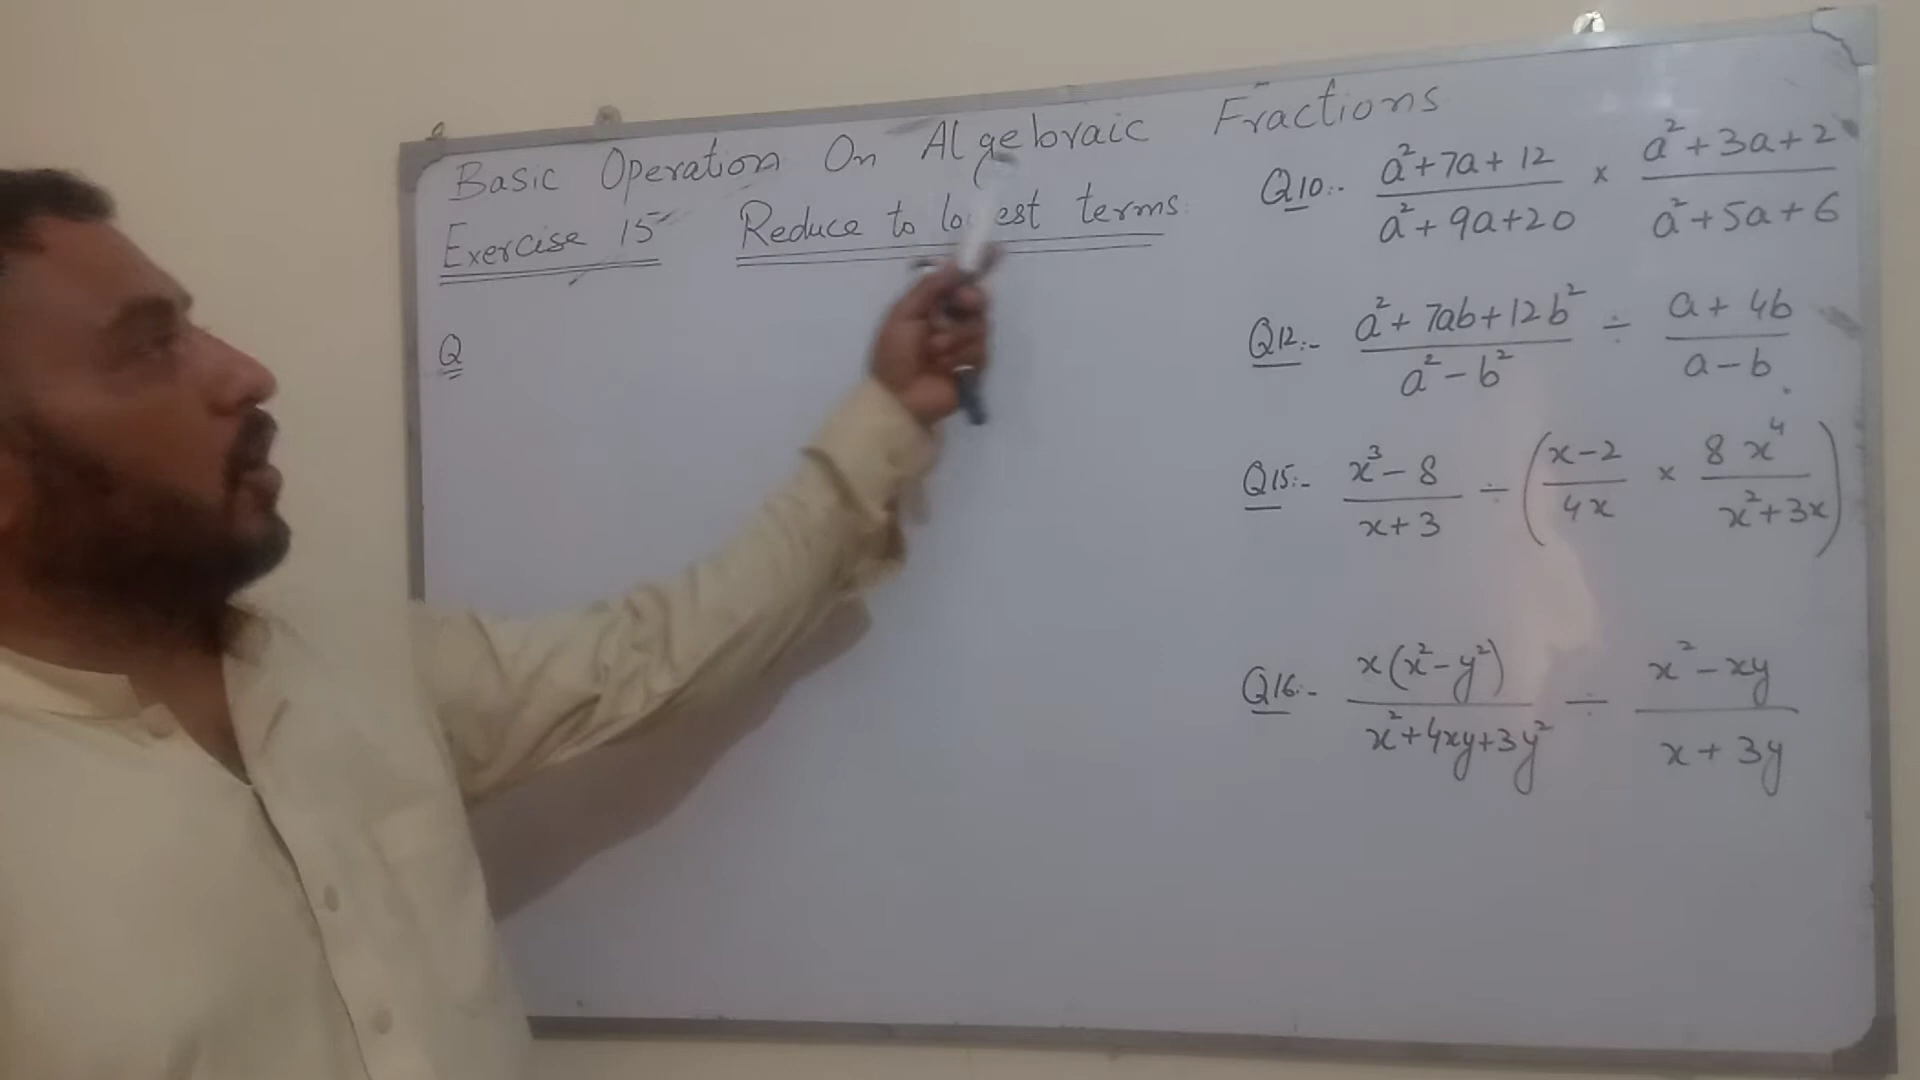 Basic Operation On Algebraic Fractions
Exercise 15 Reduce to lowest terms
Q
Q10:- (a²+7a+12)/(a²+9a+20) × (a²+3a+2)/(a²+5a+6)
Q12:- (a²+7ab+12b²)/(a²-b²) ÷ (a+4b)/(a-b)
Q15:- (x³-8)/(x+3) ÷ ((x-2)/(4x) × (8x⁴)/(x²+3x))
Q16:- (x(x²-y²))/(x²+4xy+3y²) ÷ (x²-xy)/(x+3y)